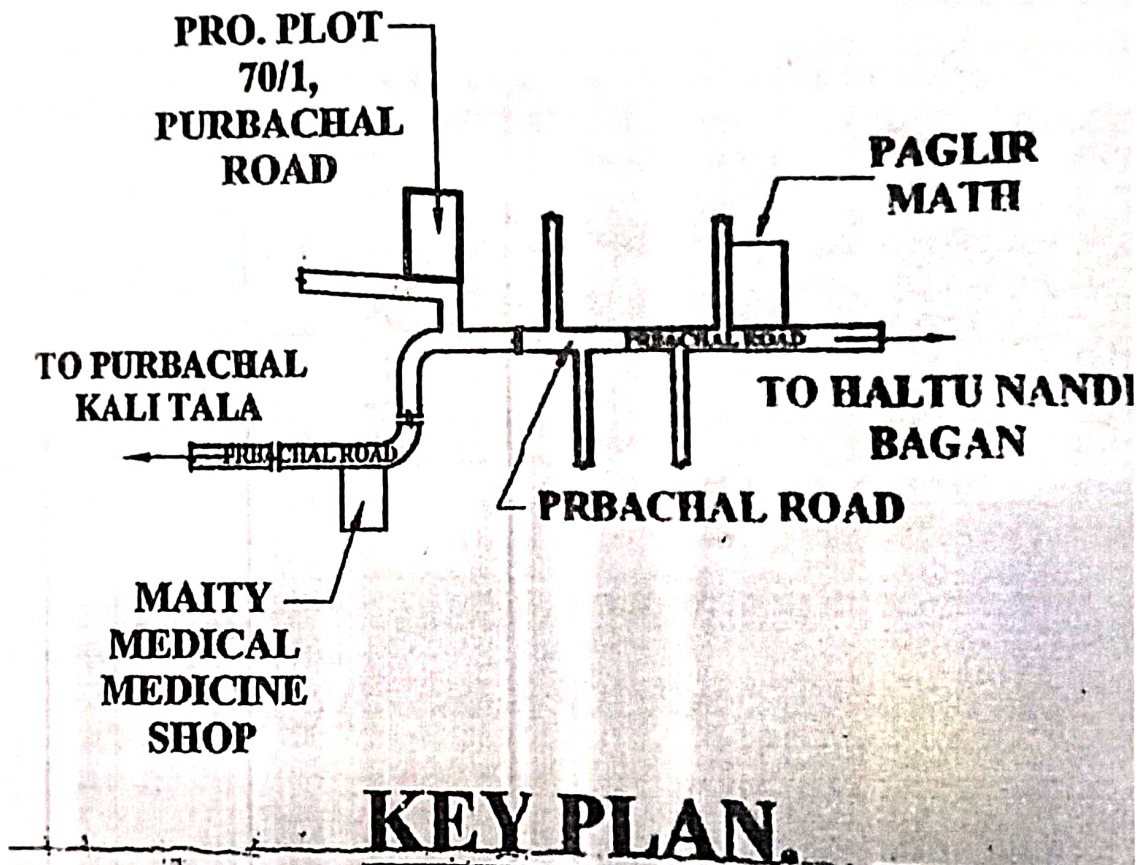 PRO. PLOT
70/1,
PURBACHAL
ROAD
PAGLIR
MATH
PRBACHAL ROAD
TO PURBACHAL
KALI TALA
TO HALTU NANDI
BAGAN
PRBACHAL ROAD
PRBACHAL ROAD
MAITY
MEDICAL
MEDICINE
SHOP
KEY PLAN.